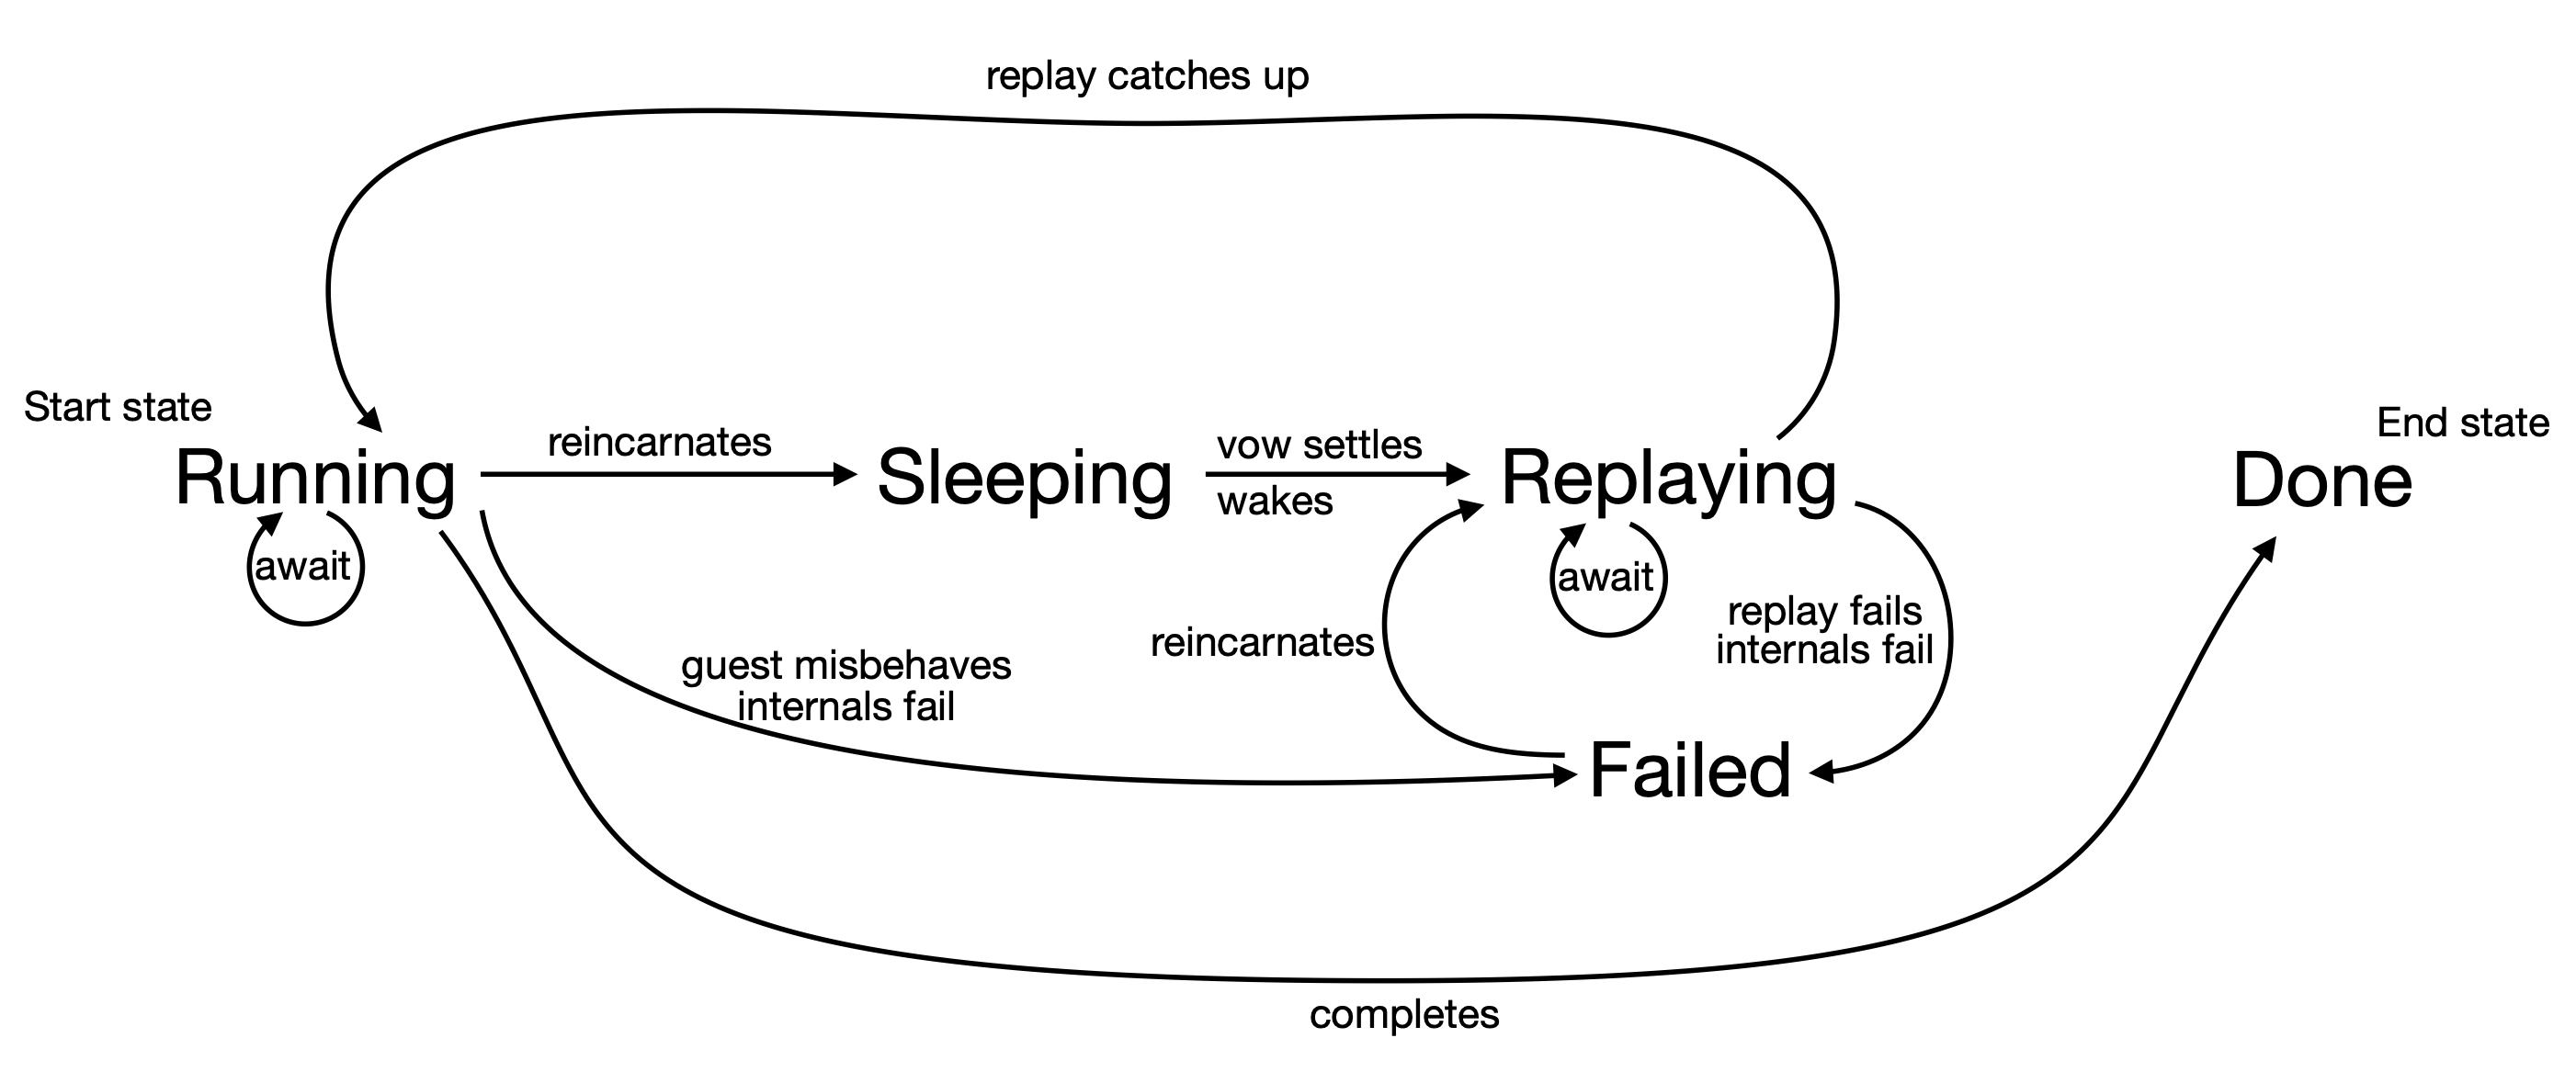 replay catches up
Start state
End state
Running
reincarnates
Sleeping
vow settles
wakes
Replaying
Done
await
await
replay fails
internals fail
reincarnates
guest misbehaves
internals fail
Failed
completes